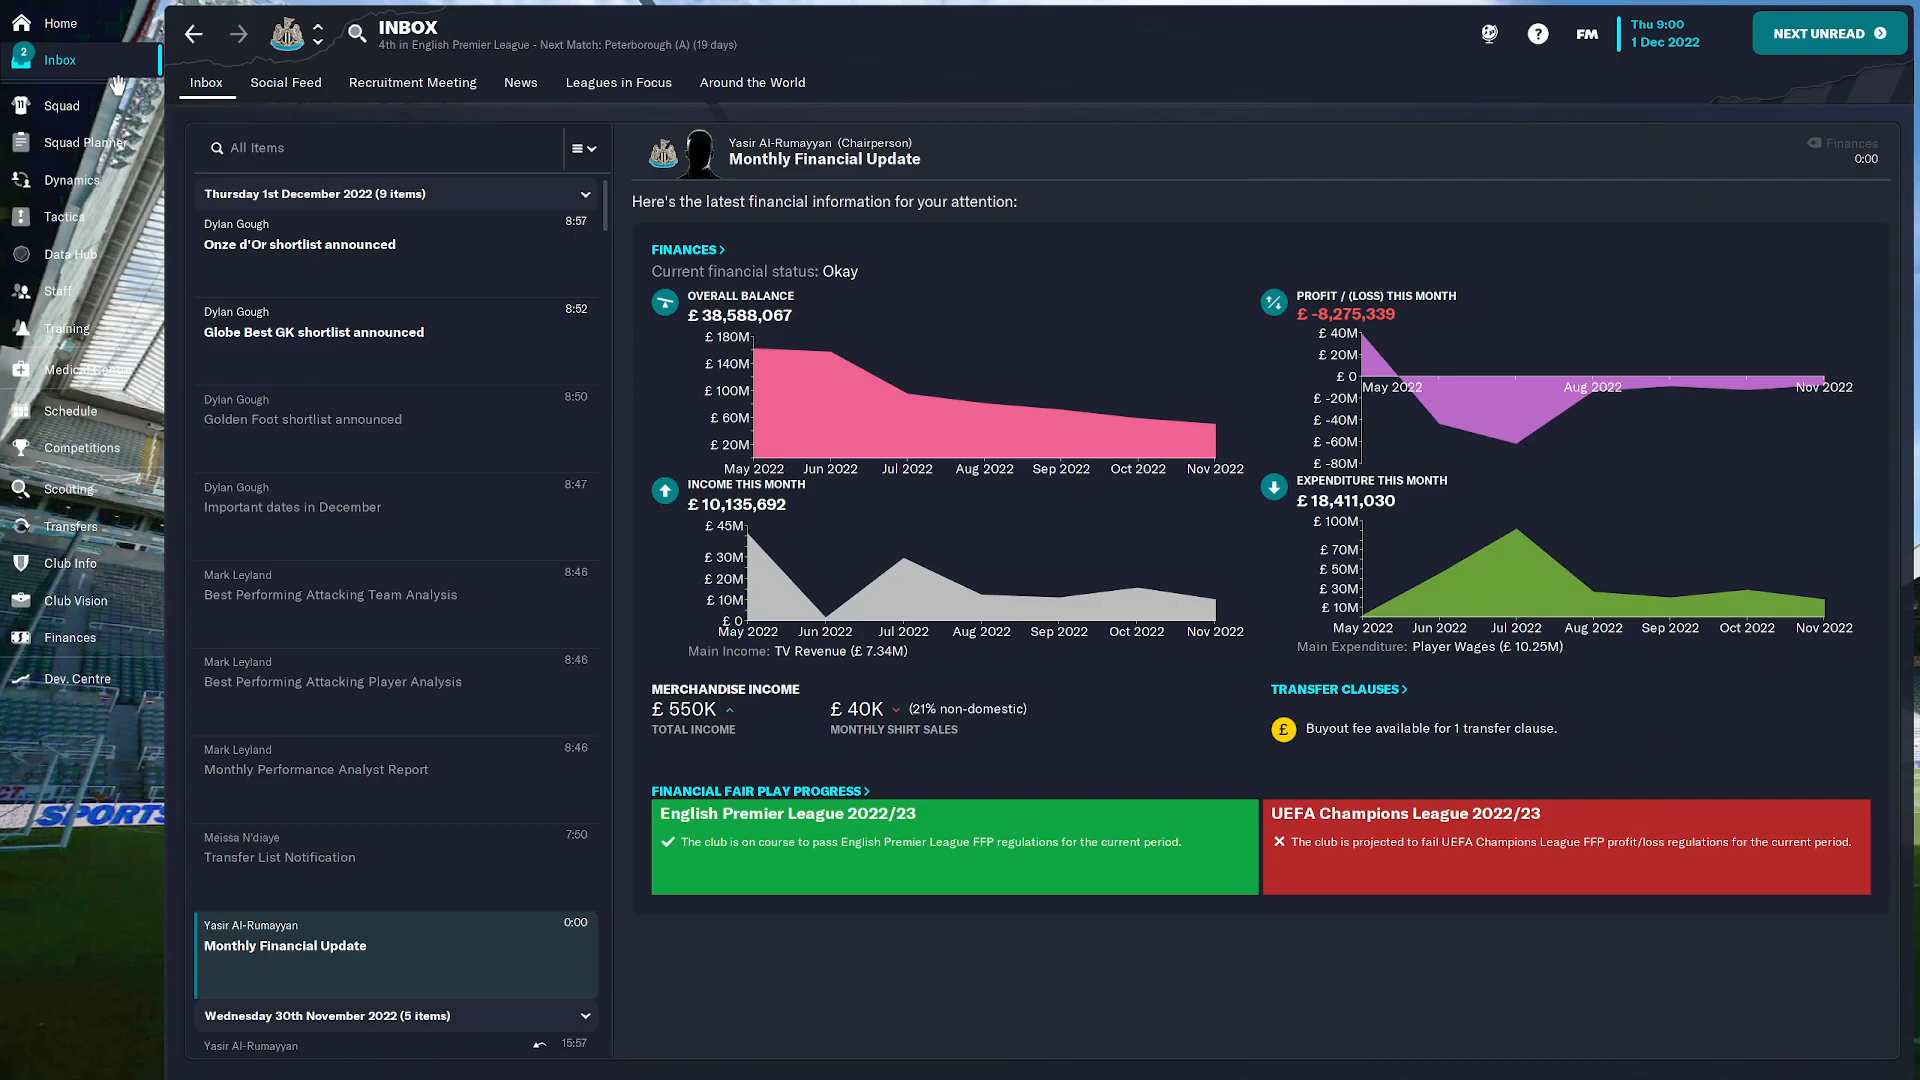 Home
2
Inbox
Squad
Squad Planner
Dynamics
Tactics
Data Hub
Staff
Training
Medical Centre
Schedule
Competitions
Scouting
Transfers
Club Info
Club Vision
Finances
Dev. Centre
SPORTS
INBOX
4th in English Premier League - Next Match: Peterborough (A) (19 days)
FM
Thu 9:00
1 Dec 2022
NEXT UNREAD
Inbox
Social Feed
Recruitment Meeting
News
Leagues in Focus
Around the World
All Items
Thursday 1st December 2022 (9 items)
Dylan Gough 8:57
Onze d'Or shortlist announced
Dylan Gough 8:52
Globe Best GK shortlist announced
Dylan Gough 8:50
Golden Foot shortlist announced
Dylan Gough 8:47
Important dates in December
Mark Leyland 8:46
Best Performing Attacking Team Analysis
Mark Leyland 8:46
Best Performing Attacking Player Analysis
Mark Leyland 8:46
Monthly Performance Analyst Report
Meïssa N'diaye 7:50
Transfer List Notification
Yasir Al-Rumayyan 0:00
Monthly Financial Update
Wednesday 30th November 2022 (5 items)
Yasir Al-Rumayyan 15:57
Yasir Al-Rumayyan (Chairperson)
Monthly Financial Update
Finances
0:00
Here's the latest financial information for your attention:
FINANCES >
Current financial status: Okay
OVERALL BALANCE
£ 38,588,067
£ 180M
£ 140M
£ 100M
£ 60M
£ 20M
May 2022 Jun 2022 Jul 2022 Aug 2022 Sep 2022 Oct 2022 Nov 2022
PROFIT / (LOSS) THIS MONTH
£ -8,275,339
£ 40M
£ 20M
£ 0
£ -20M
£ -40M
£ -60M
£ -80M
May 2022 Aug 2022 Nov 2022
INCOME THIS MONTH
£ 10,135,692
£ 45M
£ 30M
£ 20M
£ 10M
£ 0
May 2022 Jun 2022 Jul 2022 Aug 2022 Sep 2022 Oct 2022 Nov 2022
Main Income: TV Revenue (£ 7.34M)
EXPENDITURE THIS MONTH
£ 18,411,030
£ 100M
£ 70M
£ 50M
£ 30M
£ 10M
May 2022 Jun 2022 Jul 2022 Aug 2022 Sep 2022 Oct 2022 Nov 2022
Main Expenditure: Player Wages (£ 10.25M)
MERCHANDISE INCOME
£ 550K
TOTAL INCOME
£ 40K (21% non-domestic)
MONTHLY SHIRT SALES
TRANSFER CLAUSES >
£ Buyout fee available for 1 transfer clause.
FINANCIAL FAIR PLAY PROGRESS >
English Premier League 2022/23
The club is on course to pass English Premier League FFP regulations for the current period.
UEFA Champions League 2022/23
The club is projected to fail UEFA Champions League FFP profit/loss regulations for the current period.